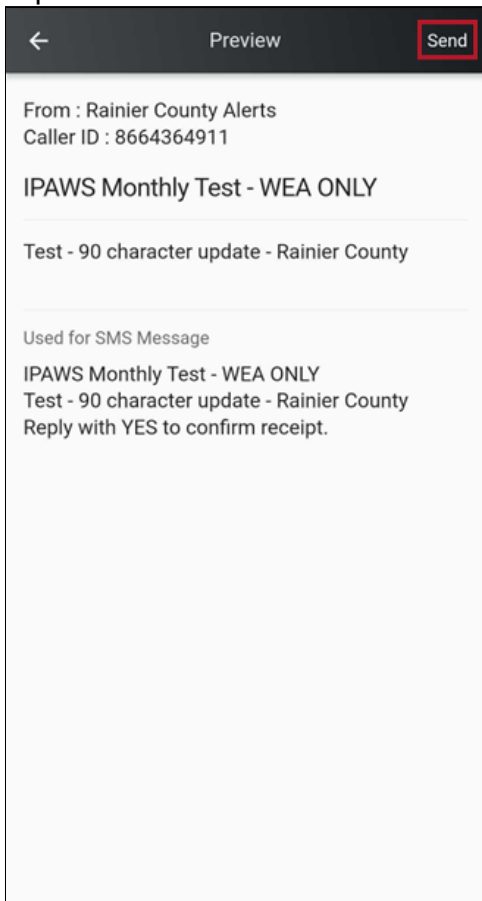 Preview
Send
From : Rainier County Alerts
Caller ID : 8664364911
IPAWS Monthly Test - WEA ONLY
Test - 90 character update - Rainier County
Used for SMS Message
IPAWS Monthly Test - WEA ONLY
Test - 90 character update - Rainier County
Reply with YES to confirm receipt.